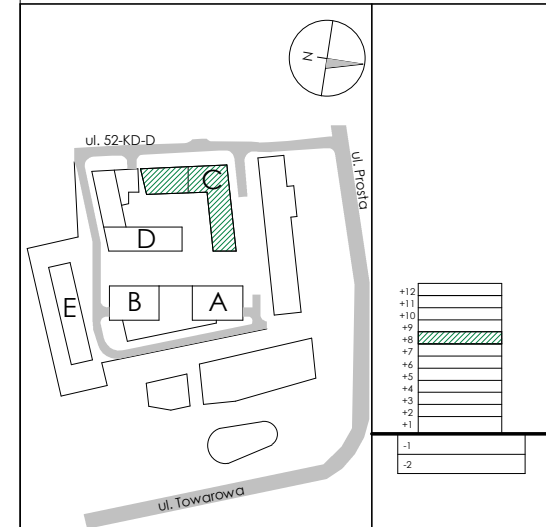 N
ul. 52-KD-D
C
ul. Prosta
D
E
B
A
ul. Towarowa
+12
+11
+10
+9
+8
+7
+6
+5
+4
+3
+2
+1
-1
-2